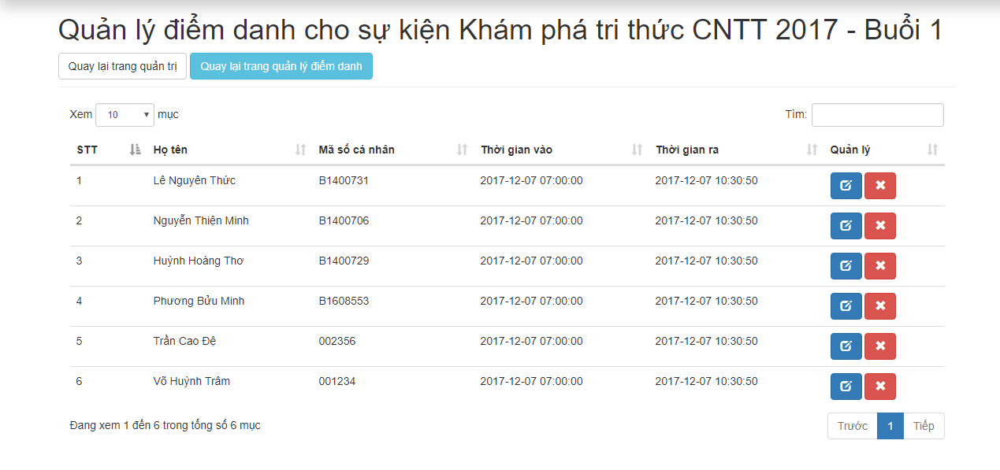 Quản lý điểm danh cho sự kiện Khám phá tri thức CNTT 2017 - Buổi 1
Quay lại trang quản trị Quay lại trang quản lý điểm danh
Xem 10 mục Tìm:
STT Họ tên Mã số cá nhân Thời gian vào Thời gian ra Quản lý
1 Lê Nguyên Thức B1400731 2017-12-07 07:00:00 2017-12-07 10:30:50
2 Nguyễn Thiện Minh B1400706 2017-12-07 07:00:00 2017-12-07 10:30:50
3 Huỳnh Hoàng Thơ B1400729 2017-12-07 07:00:00 2017-12-07 10:30:50
4 Phương Bửu Minh B1608553 2017-12-07 07:00:00 2017-12-07 10:30:50
5 Trần Cao Đệ 002356 2017-12-07 07:00:00 2017-12-07 10:30:50
6 Võ Huỳnh Trâm 001234 2017-12-07 07:00:00 2017-12-07 10:30:50
Đang xem 1 đến 6 trong tổng số 6 mục Trước 1 Tiếp